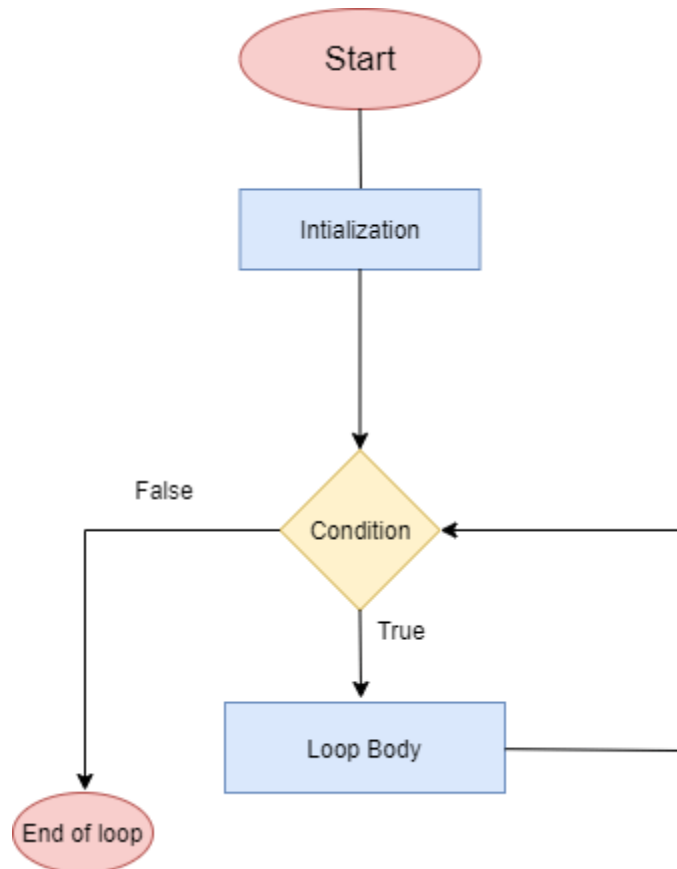 Start
Intialization
False
Condition
True
Loop Body
End of loop